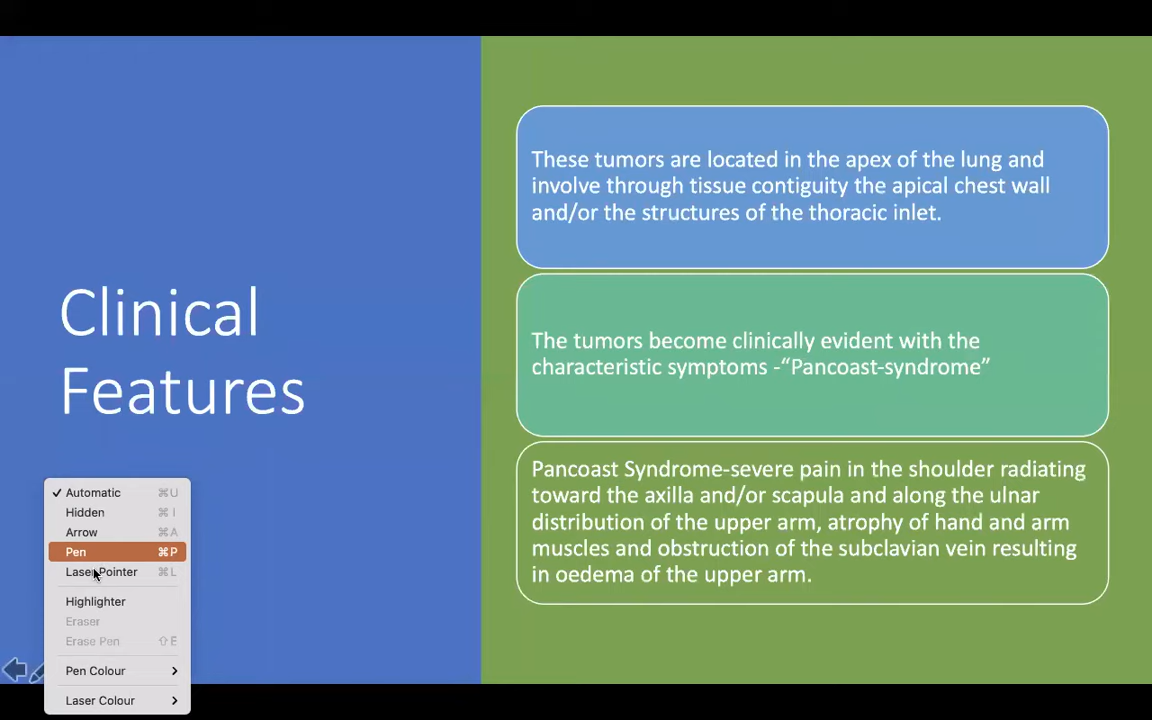 Clinical
Features
These tumors are located in the apex of the lung and
involve through tissue contiguity the apical chest wall
and/or the structures of the thoracic inlet.
The tumors become clinically evident with the
characteristic symptoms -“Pancoast-syndrome”
Pancoast Syndrome-severe pain in the shoulder radiating
toward the axilla and/or scapula and along the ulnar
distribution of the upper arm, atrophy of hand and arm
muscles and obstruction of the subclavian vein resulting
in oedema of the upper arm.
✓ Automatic ⌘U
Hidden ⌘I
Arrow ⌘A
Pen ⌘P
Laser Pointer ⌘L
Highlighter
Eraser
Erase Pen ⇧E
Pen Colour >
Laser Colour >